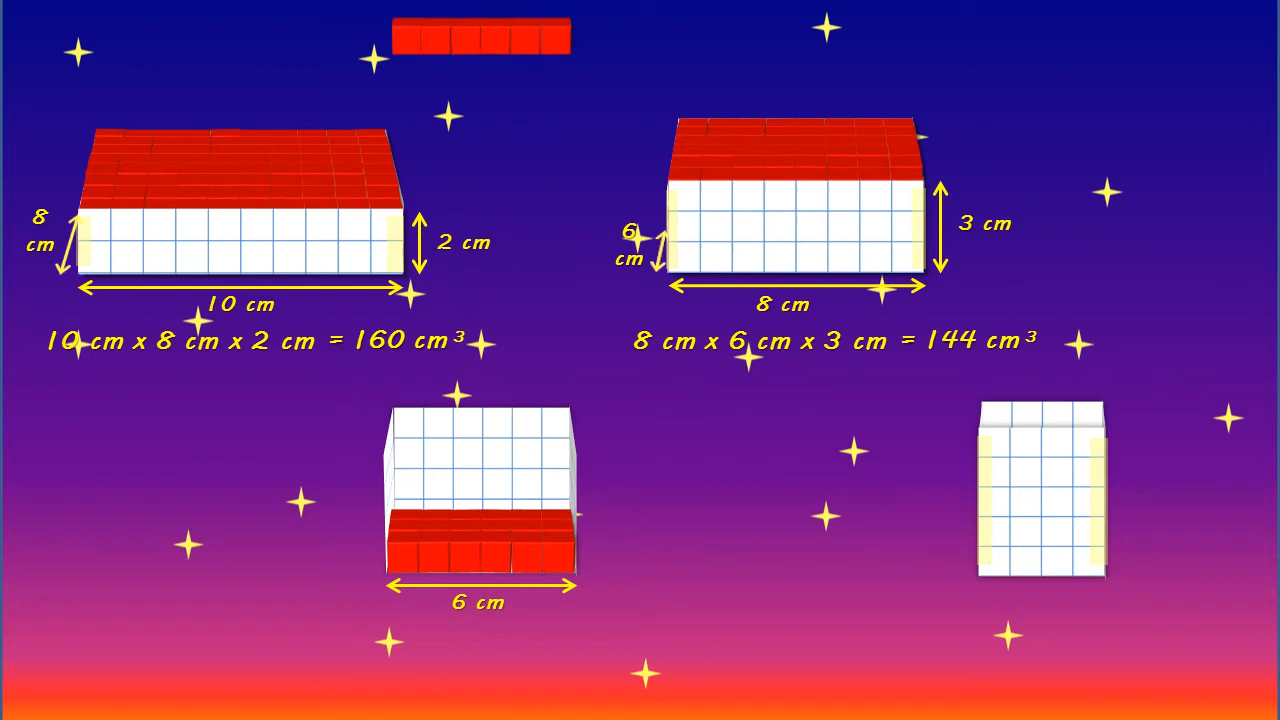 8
cm
2 cm
10 cm
10 cm x 8 cm x 2 cm = 160 cm³
6
cm
3 cm
8 cm
8 cm x 6 cm x 3 cm = 144 cm³
6 cm